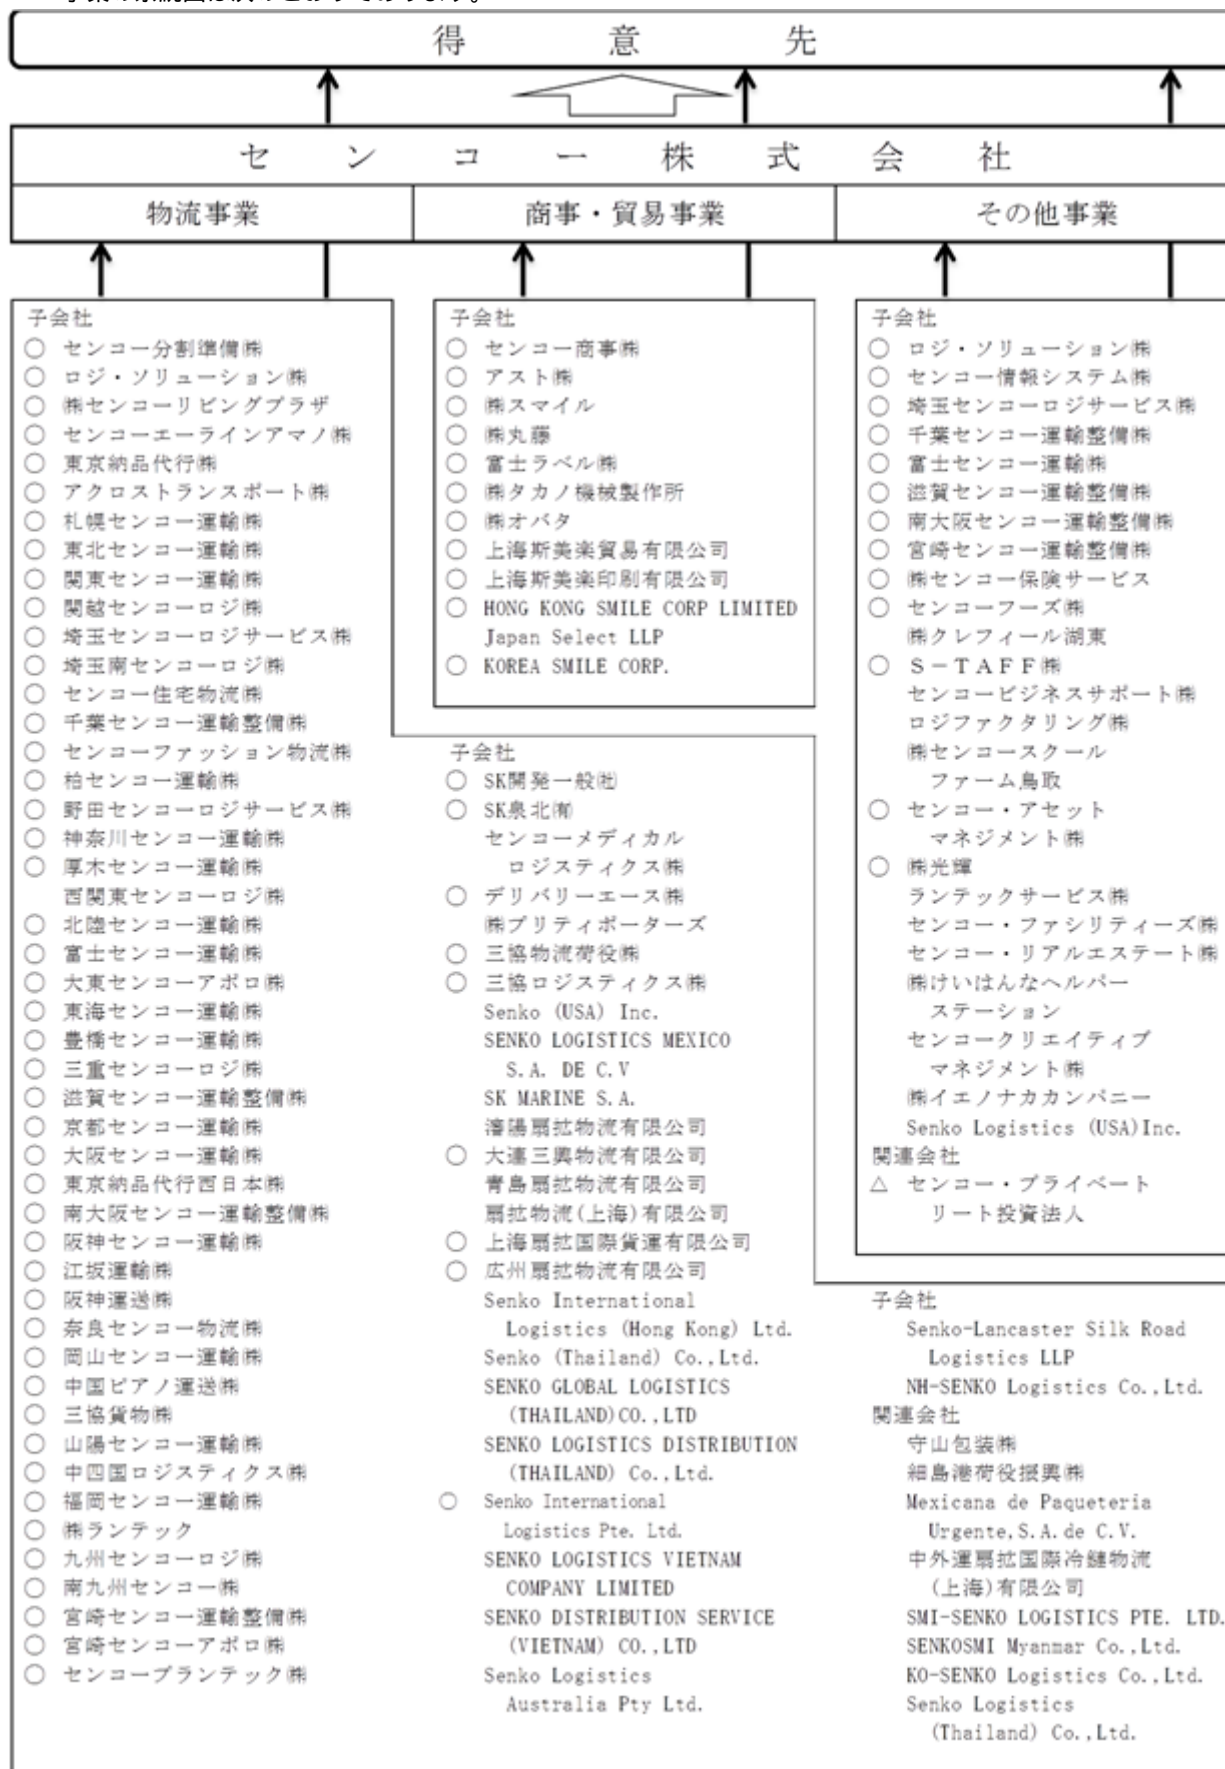 事業の系統図は次のとおりであります。
得意先
センコー株式会社
物流事業
商事・貿易事業
その他事業
子会社
○ センコー分割準備㈱
○ ロジ・ソリューション㈱
○ ㈱センコーリビングプラザ
○ センコーエーラインアマノ㈱
○ 東京納品代行㈱
○ アクロストランスポート㈱
○ 札幌センコー運輸㈱
○ 東北センコー運輸㈱
○ 関東センコー運輸㈱
○ 関越センコーロジ㈱
○ 埼玉センコーロジサービス㈱
○ 埼玉南センコーロジ㈱
○ センコー住宅物流㈱
○ 千葉センコー運輸整備㈱
○ センコーファッション物流㈱
○ 柏センコー運輸㈱
○ 野田センコーロジサービス㈱
○ 神奈川センコー運輸㈱
○ 厚木センコー運輸㈱
西関東センコーロジ㈱
○ 北陸センコー運輸㈱
○ 富士センコー運輸㈱
○ 大東センコーアポロ㈱
○ 東海センコー運輸㈱
○ 豊橋センコー運輸㈱
○ 三重センコーロジ㈱
○ 滋賀センコー運輸整備㈱
○ 京都センコー運輸㈱
○ 大阪センコー運輸㈱
○ 東京納品代行西日本㈱
○ 南大阪センコー運輸整備㈱
○ 阪神センコー運輸㈱
○ 江坂運輸㈱
○ 阪神運送㈱
○ 奈良センコー物流㈱
○ 岡山センコー運輸㈱
○ 中国ピアノ運送㈱
○ 三協貨物㈱
○ 山陽センコー運輸㈱
○ 中四国ロジスティクス㈱
○ 福岡センコー運輸㈱
○ ㈱ランテック
○ 九州センコーロジ㈱
○ 南九州センコー㈱
○ 宮崎センコー運輸整備㈱
○ 宮崎センコーアポロ㈱
○ センコープランテック㈱
子会社
○ センコー商事㈱
○ アスト㈱
○ ㈱スマイル
○ ㈱丸藤
○ 富士ラベル㈱
○ ㈱タカノ機械製作所
○ ㈱オバタ
○ 上海斯美楽貿易有限公司
○ 上海斯美楽印刷有限公司
○ HONG KONG SMILE CORP LIMITED
Japan Select LLP
○ KOREA SMILE CORP.
子会社
○ SK開発一般㈳
○ SK泉北㈲
センコーメディカル
ロジスティクス㈱
○ デリバリーエース㈱
㈱プリティポーターズ
○ 三協物流荷役㈱
○ 三協ロジスティクス㈱
Senko (USA) Inc.
SENKO LOGISTICS MEXICO
S.A. DE C.V
SK MARINE S.A.
瀋陽扇拡物流有限公司
○ 大連三興物流有限公司
青島扇拡物流有限公司
扇拡物流(上海)有限公司
○ 上海扇拡国際貨運有限公司
○ 広州扇拡物流有限公司
Senko International
Logistics (Hong Kong) Ltd.
Senko (Thailand) Co.,Ltd.
SENKO GLOBAL LOGISTICS
(THAILAND)CO.,LTD
SENKO LOGISTICS DISTRIBUTION
(THAILAND) Co.,Ltd.
○ Senko International
Logistics Pte. Ltd.
SENKO LOGISTICS VIETNAM
COMPANY LIMITED
SENKO DISTRIBUTION SERVICE
(VIETNAM) CO.,LTD
Senko Logistics
Australia Pty Ltd.
子会社
○ ロジ・ソリューション㈱
○ センコー情報システム㈱
○ 埼玉センコーロジサービス㈱
○ 千葉センコー運輸整備㈱
○ 富士センコー運輸㈱
○ 滋賀センコー運輸整備㈱
○ 南大阪センコー運輸整備㈱
○ 宮崎センコー運輸整備㈱
○ ㈱センコー保険サービス
○ センコーフーズ㈱
㈱クレフィール湖東
○ S－TAFF㈱
センコービジネスサポート㈱
ロジファクタリング㈱
㈱センコースクール
ファーム鳥取
○ センコー・アセット
マネジメント㈱
○ ㈱光輝
ランテックサービス㈱
センコー・ファシリティーズ㈱
センコー・リアルエステート㈱
㈱けいはんなヘルパー
ステーション
センコークリエイティブ
マネジメント㈱
㈱イエノナカカンパニー
Senko Logistics (USA)Inc.
関連会社
△ センコー・プライベート
リート投資法人
子会社
Senko-Lancaster Silk Road
Logistics LLP
NH-SENKO Logistics Co.,Ltd.
関連会社
守山包装㈱
細島港荷役振興㈱
Mexicana de Paqueteria
Urgente,S.A.de C.V.
中外運扇拡国際冷鏈物流
(上海)有限公司
SMI-SENKO LOGISTICS PTE. LTD.
SENKOSMI Myanmar Co.,Ltd.
KO-SENKO Logistics Co.,Ltd.
Senko Logistics
(Thailand) Co.,Ltd.